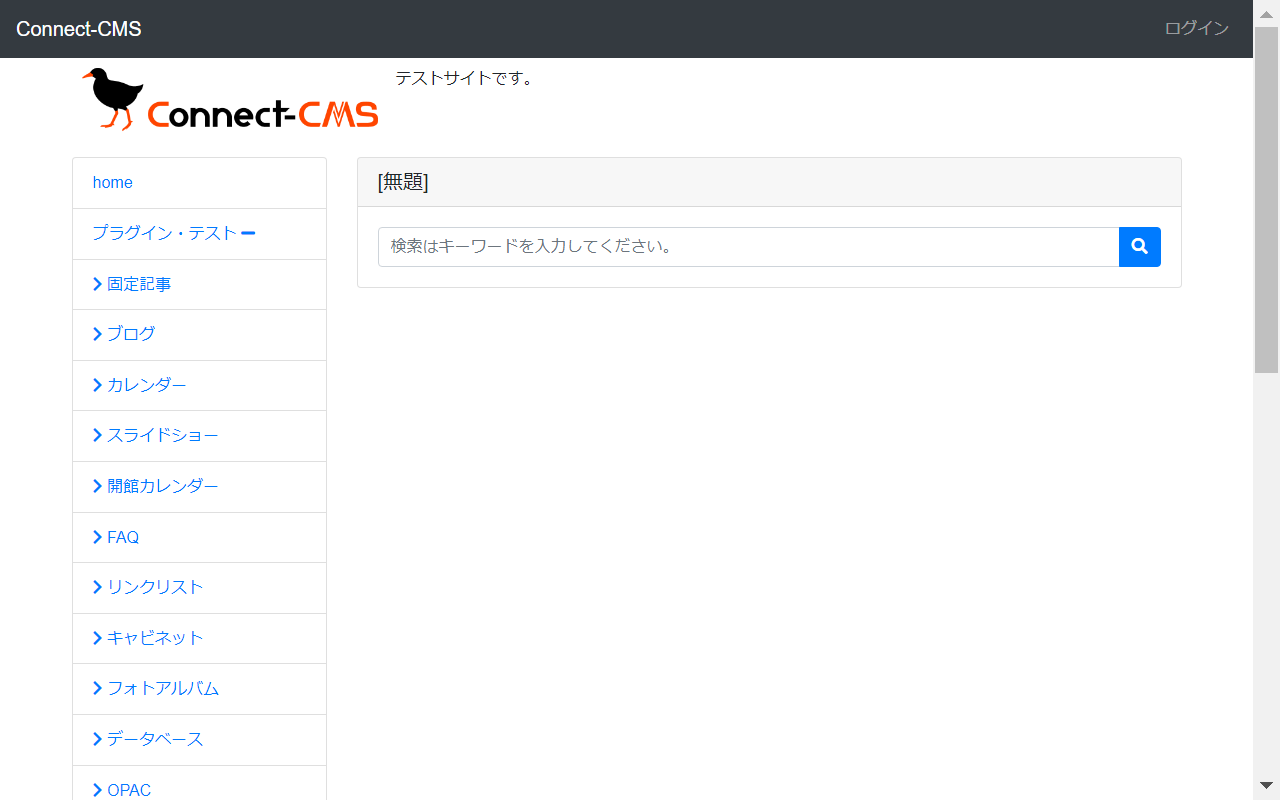 Connect-CMS
ログイン
Connect-CMS
テストサイトです。
home
プラグイン・テスト
固定記事
ブログ
カレンダー
スライドショー
開館カレンダー
FAQ
リンクリスト
キャビネット
フォトアルバム
データベース
OPAC
[無題]
検索はキーワードを入力してください。